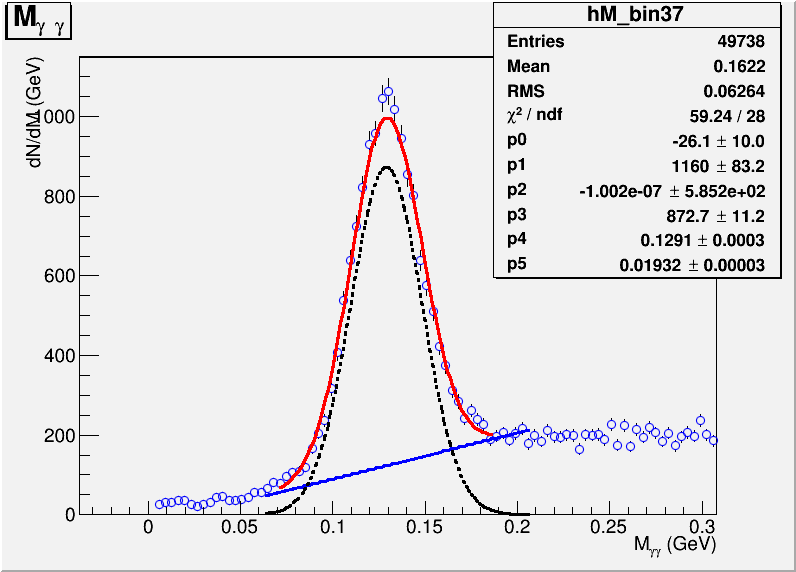 M_γ γ
hM_bin37
Entries 49738
Mean 0.1622
RMS 0.06264
χ² / ndf 59.24 / 28
p0 -26.1 ± 10.0
p1 1160 ± 83.2
p2 -1.002e-07 ± 5.852e+02
p3 872.7 ± 11.2
p4 0.1291 ± 0.0003
p5 0.01932 ± 0.00003
dN/dM (GeV)
1000
800
600
400
200
0
0 0.05 0.1 0.15 0.2 0.25 0.3
M_γγ (GeV)